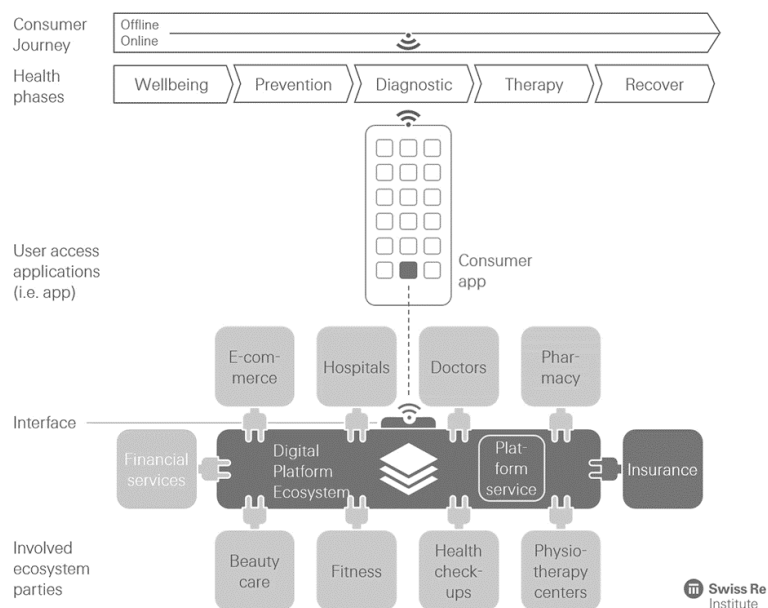 Consumer
Journey
Offline
Online
Health
phases
Wellbeing
Prevention
Diagnostic
Therapy
Recover
User access
applications
(i.e. app)
Consumer
app
E-com-
merce
Hospitals
Doctors
Phar-
macy
Interface
Financial
services
Digital
Platform
Ecosystem
Plat-
form
service
Insurance
Involved
ecosystem
parties
Beauty
care
Fitness
Health
check-
ups
Physio-
therapy
centers
Swiss Re
Institute